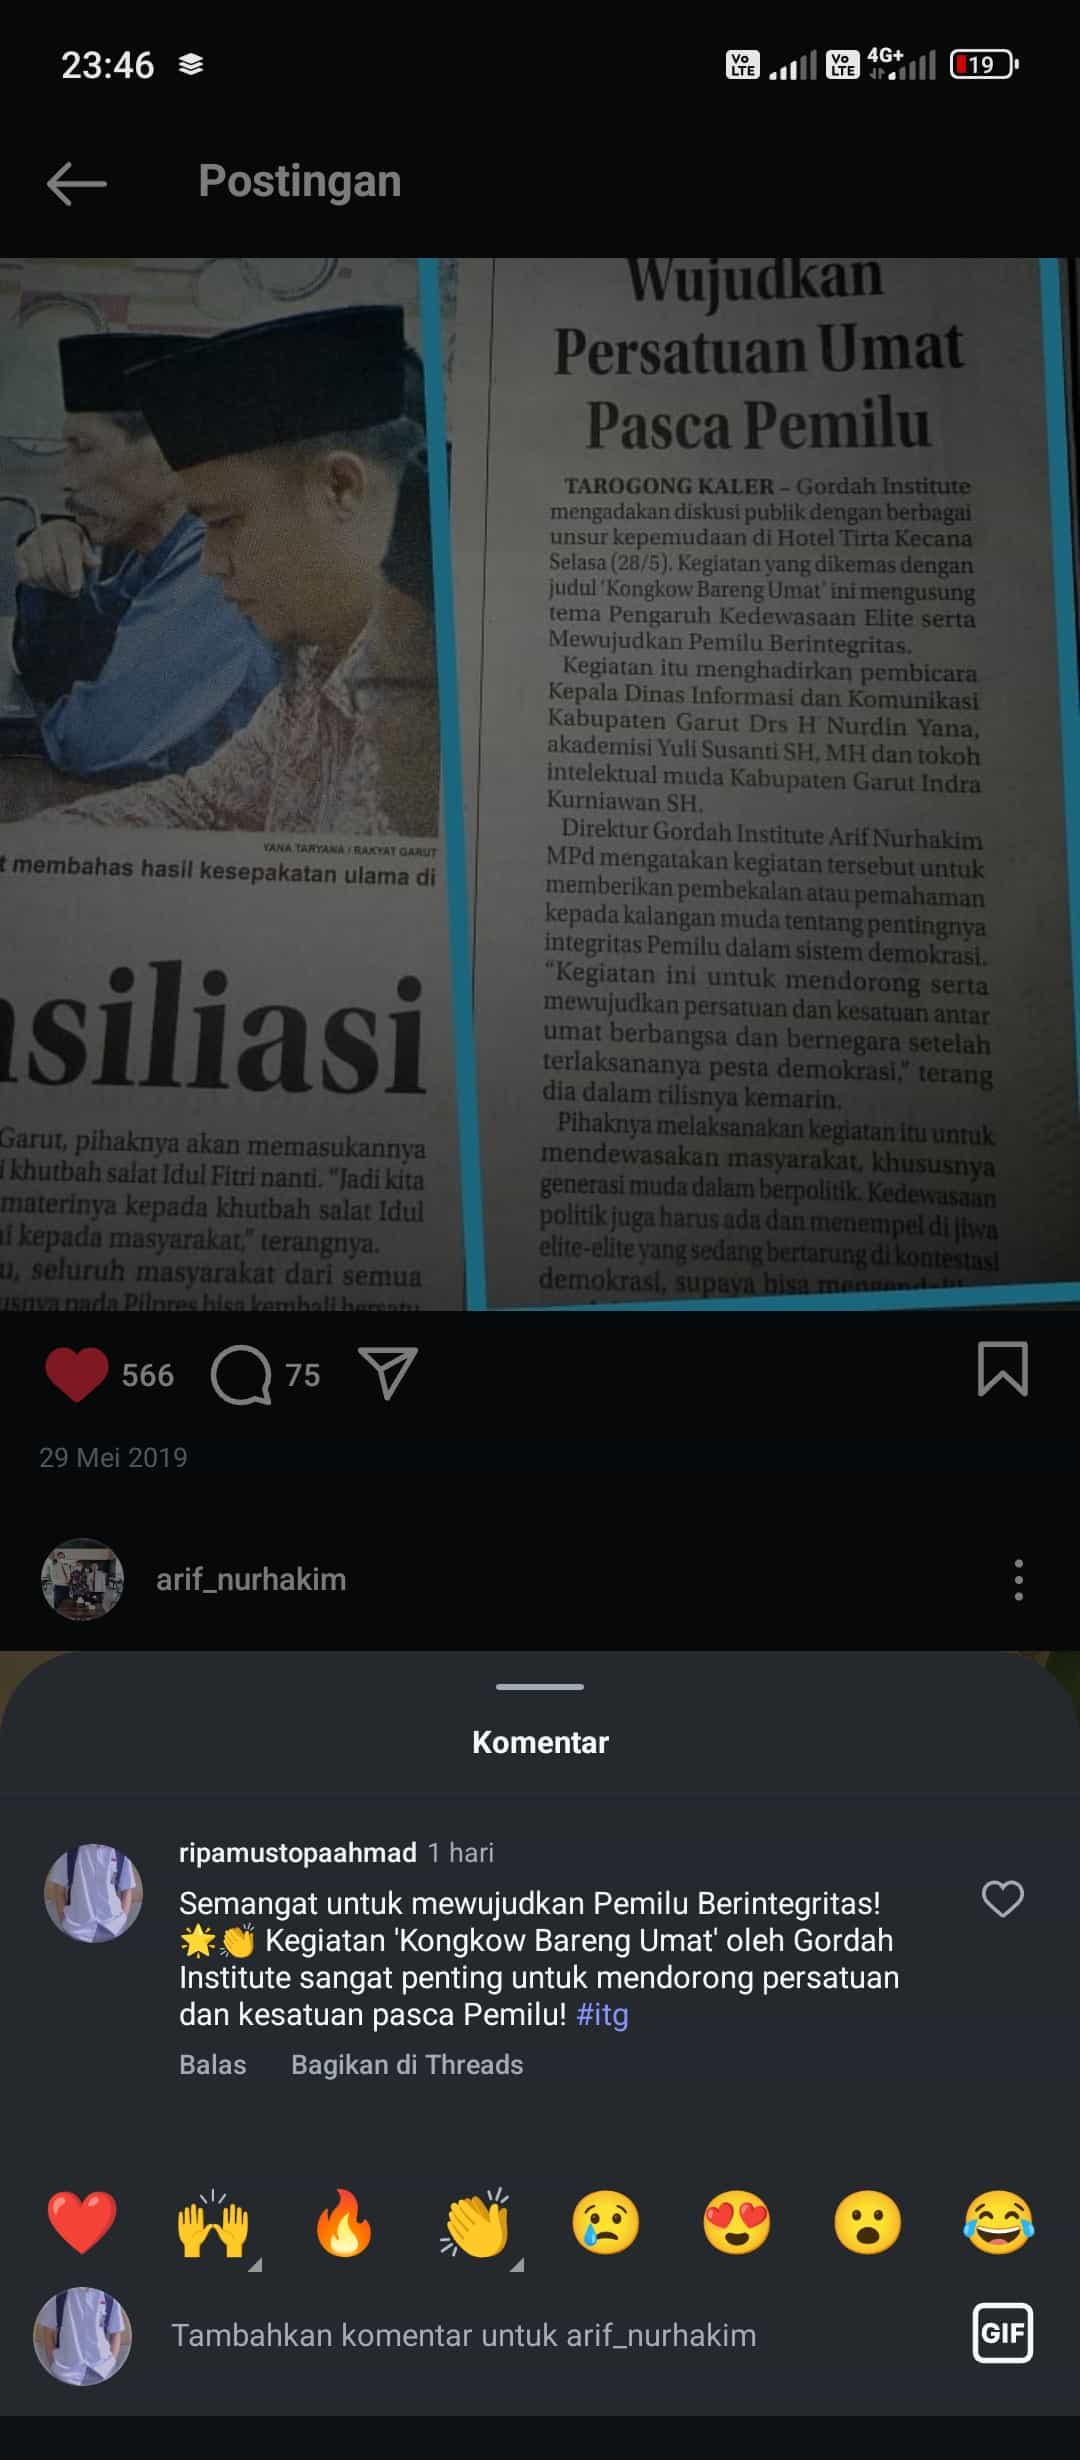 23:46
Vo
LTE
Vo
LTE
4G+
19
Postingan
YANA TARYANA / RAKYAT GARUT
membahas hasil kesepakatan ulama di
siliasi
Garut, pihaknya akan memasukannya
khutbah salat Idul Fitri nanti. "Jadi kita
materinya kepada khutbah salat Idul
kepada masyarakat," terangnya.
seluruh masyarakat dari semua
pada Pilpres bisa kembali bersatu
Wujudkan
Persatuan Umat
Pasca Pemilu
TAROGONG KALER – Gordah Institute
mengadakan diskusi publik dengan berbagai
unsur kepemudaan di Hotel Tirta Kecana
Selasa (28/5). Kegiatan yang dikemas dengan
judul 'Kongkow Bareng Umat' ini mengusung
tema Pengaruh Kedewasaan Elite serta
Mewujudkan Pemilu Berintegritas.
Kegiatan itu menghadirkan pembicara
Kepala Dinas Informasi dan Komunikasi
Kabupaten Garut Drs H Nurdin Yana,
akademisi Yuli Susanti SH, MH dan tokoh
intelektual muda Kabupaten Garut Indra
Kurniawan SH.
Direktur Gordah Institute Arif Nurhakim
MPd mengatakan kegiatan tersebut untuk
memberikan pembekalan atau pemahaman
kepada kalangan muda tentang pentingnya
integritas Pemilu dalam sistem demokrasi.
"Kegiatan ini untuk mendorong serta
mewujudkan persatuan dan kesatuan antar
umat berbangsa dan bernegara setelah
terlaksananya pesta demokrasi," terang
dia dalam rilisnya kemarin.
Pihaknya melaksanakan kegiatan itu untuk
mendewasakan masyarakat, khususnya
generasi muda dalam berpolitik. Kedewasaan
politik juga harus ada dan menempel di jiwa
elite-elite yang sedang bertarung di kontestasi
demokrasi, supaya bisa
566
75
29 Mei 2019
arif_nurhakim
Komentar
ripamustopaahmad 1 hari
Semangat untuk mewujudkan Pemilu Berintegritas!
🌟👏 Kegiatan 'Kongkow Bareng Umat' oleh Gordah
Institute sangat penting untuk mendorong persatuan
dan kesatuan pasca Pemilu! #itg
Balas Bagikan di Threads
Tambahkan komentar untuk arif_nurhakim
GIF